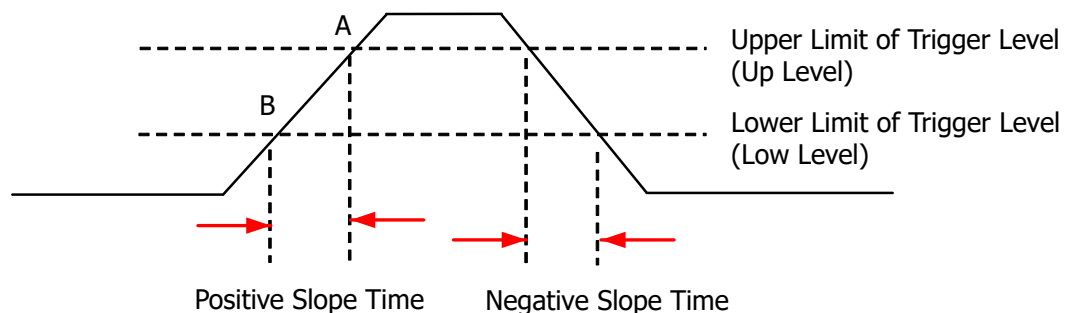 A
Upper Limit of Trigger Level
(Up Level)
B
Lower Limit of Trigger Level
(Low Level)
Positive Slope Time
Negative Slope Time